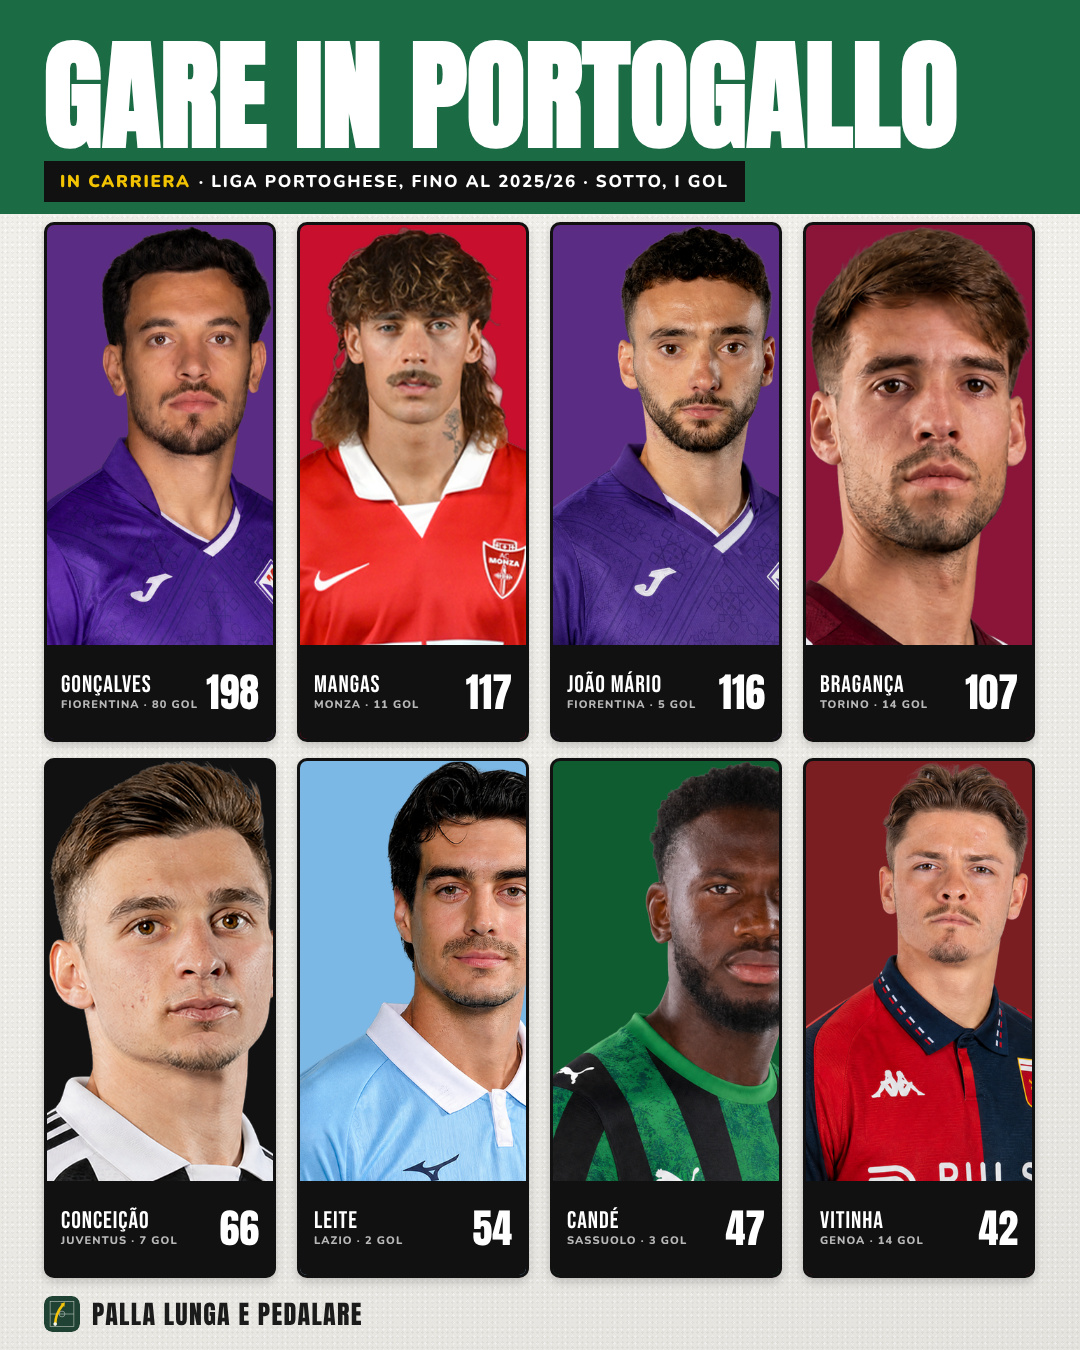 GARE IN PORTOGALLO
IN CARRIERA · LIGA PORTOGHESE, FINO AL 2025/26 · SOTTO, I GOL
A.C.
MONZA
GONÇALVES 198
FIORENTINA · 80 GOL
MANGAS 117
MONZA · 11 GOL
JOÃO MÁRIO 116
FIORENTINA · 5 GOL
BRAGANÇA 107
TORINO · 14 GOL
PULS
CONCEIÇÃO 66
JUVENTUS · 7 GOL
LEITE 54
LAZIO · 2 GOL
CANDÉ 47
SASSUOLO · 3 GOL
VITINHA 42
GENOA · 14 GOL
PALLA LUNGA E PEDALARE